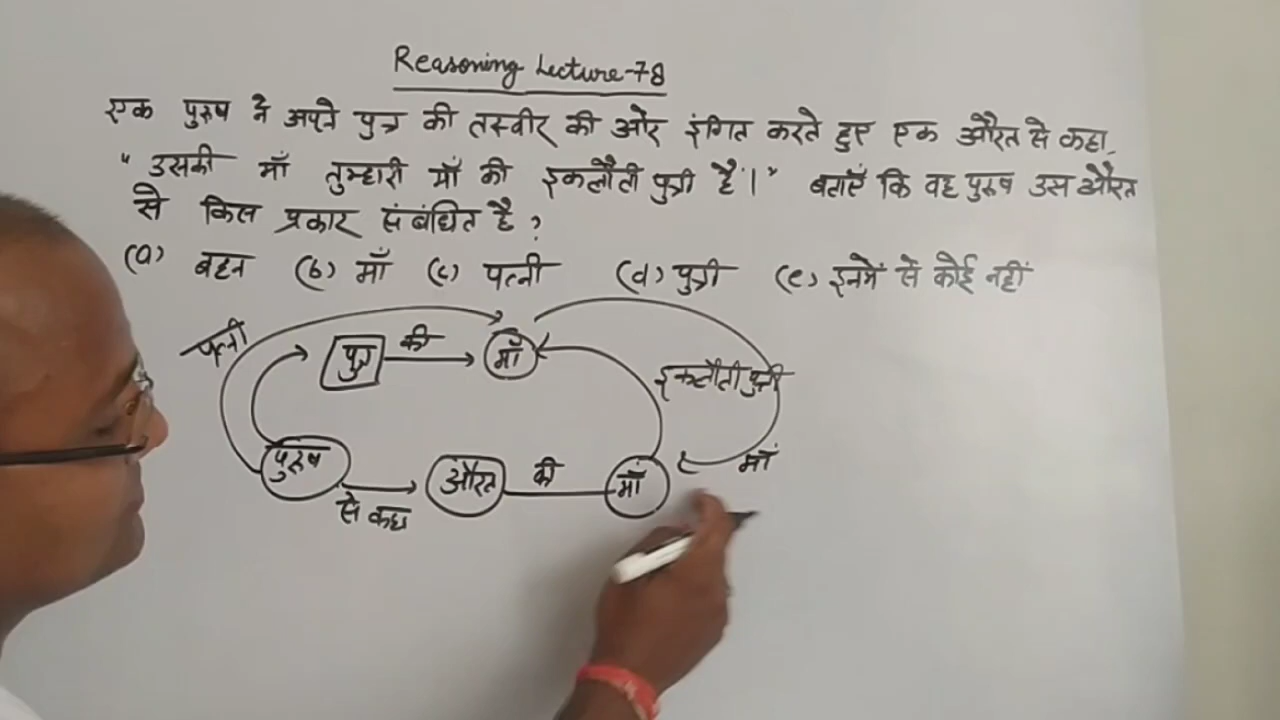 Reasoning Lecture-78
एक पुरुष ने अपने पुत्र की तस्वीर की ओर इंगित करते हुए एक औरत से कहा,
"उसकी माँ तुम्हारी माँ की इकलौती पुत्री हैं।" बताएँ कि वह पुरुष उस औरत
से किस प्रकार संबंधित है ?
(a) बहन (b) माँ (c) पत्नी (d) पुत्री (e) इनमें से कोई नहीं
पत्नी पुत्र की माँ इकलौती पुत्री
पुरुष से कहा औरत की माँ माँ